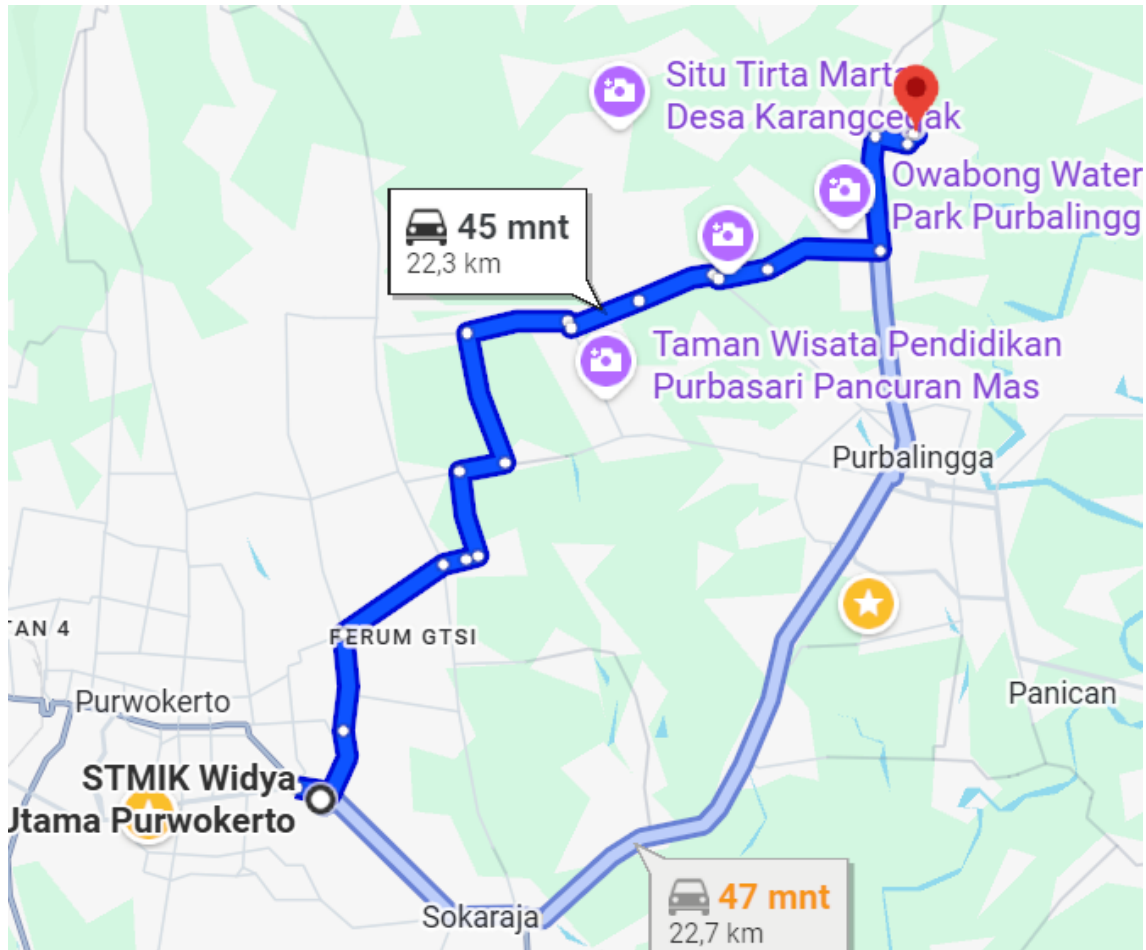 Situ Tirta Marta
Desa Karangcegak
Owabong Water
Park Purbalingg
45 mnt
22,3 km
Taman Wisata Pendidikan
Purbasari Pancuran Mas
Purbalingga
TAN 4
FERUM GTSI
Purwokerto
Panican
STMIK Widya
Utama Purwokerto
Sokaraja
47 mnt
22,7 km